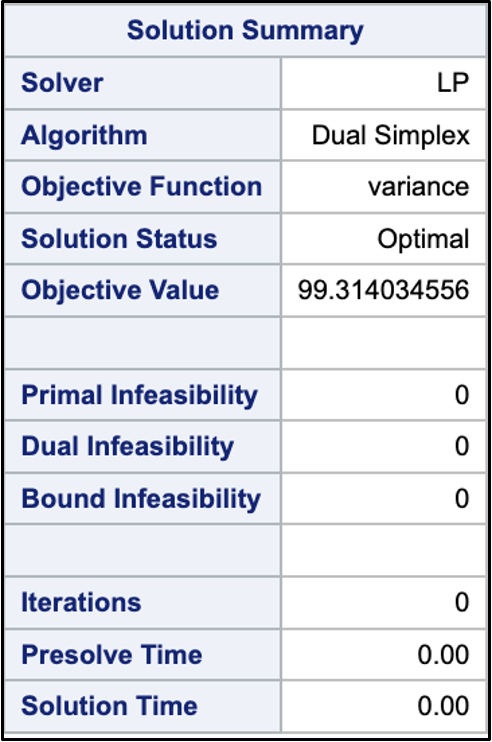 Solution Summary
Solver LP
Algorithm Dual Simplex
Objective Function variance
Solution Status Optimal
Objective Value 99.314034556
Primal Infeasibility 0
Dual Infeasibility 0
Bound Infeasibility 0
Iterations 0
Presolve Time 0.00
Solution Time 0.00